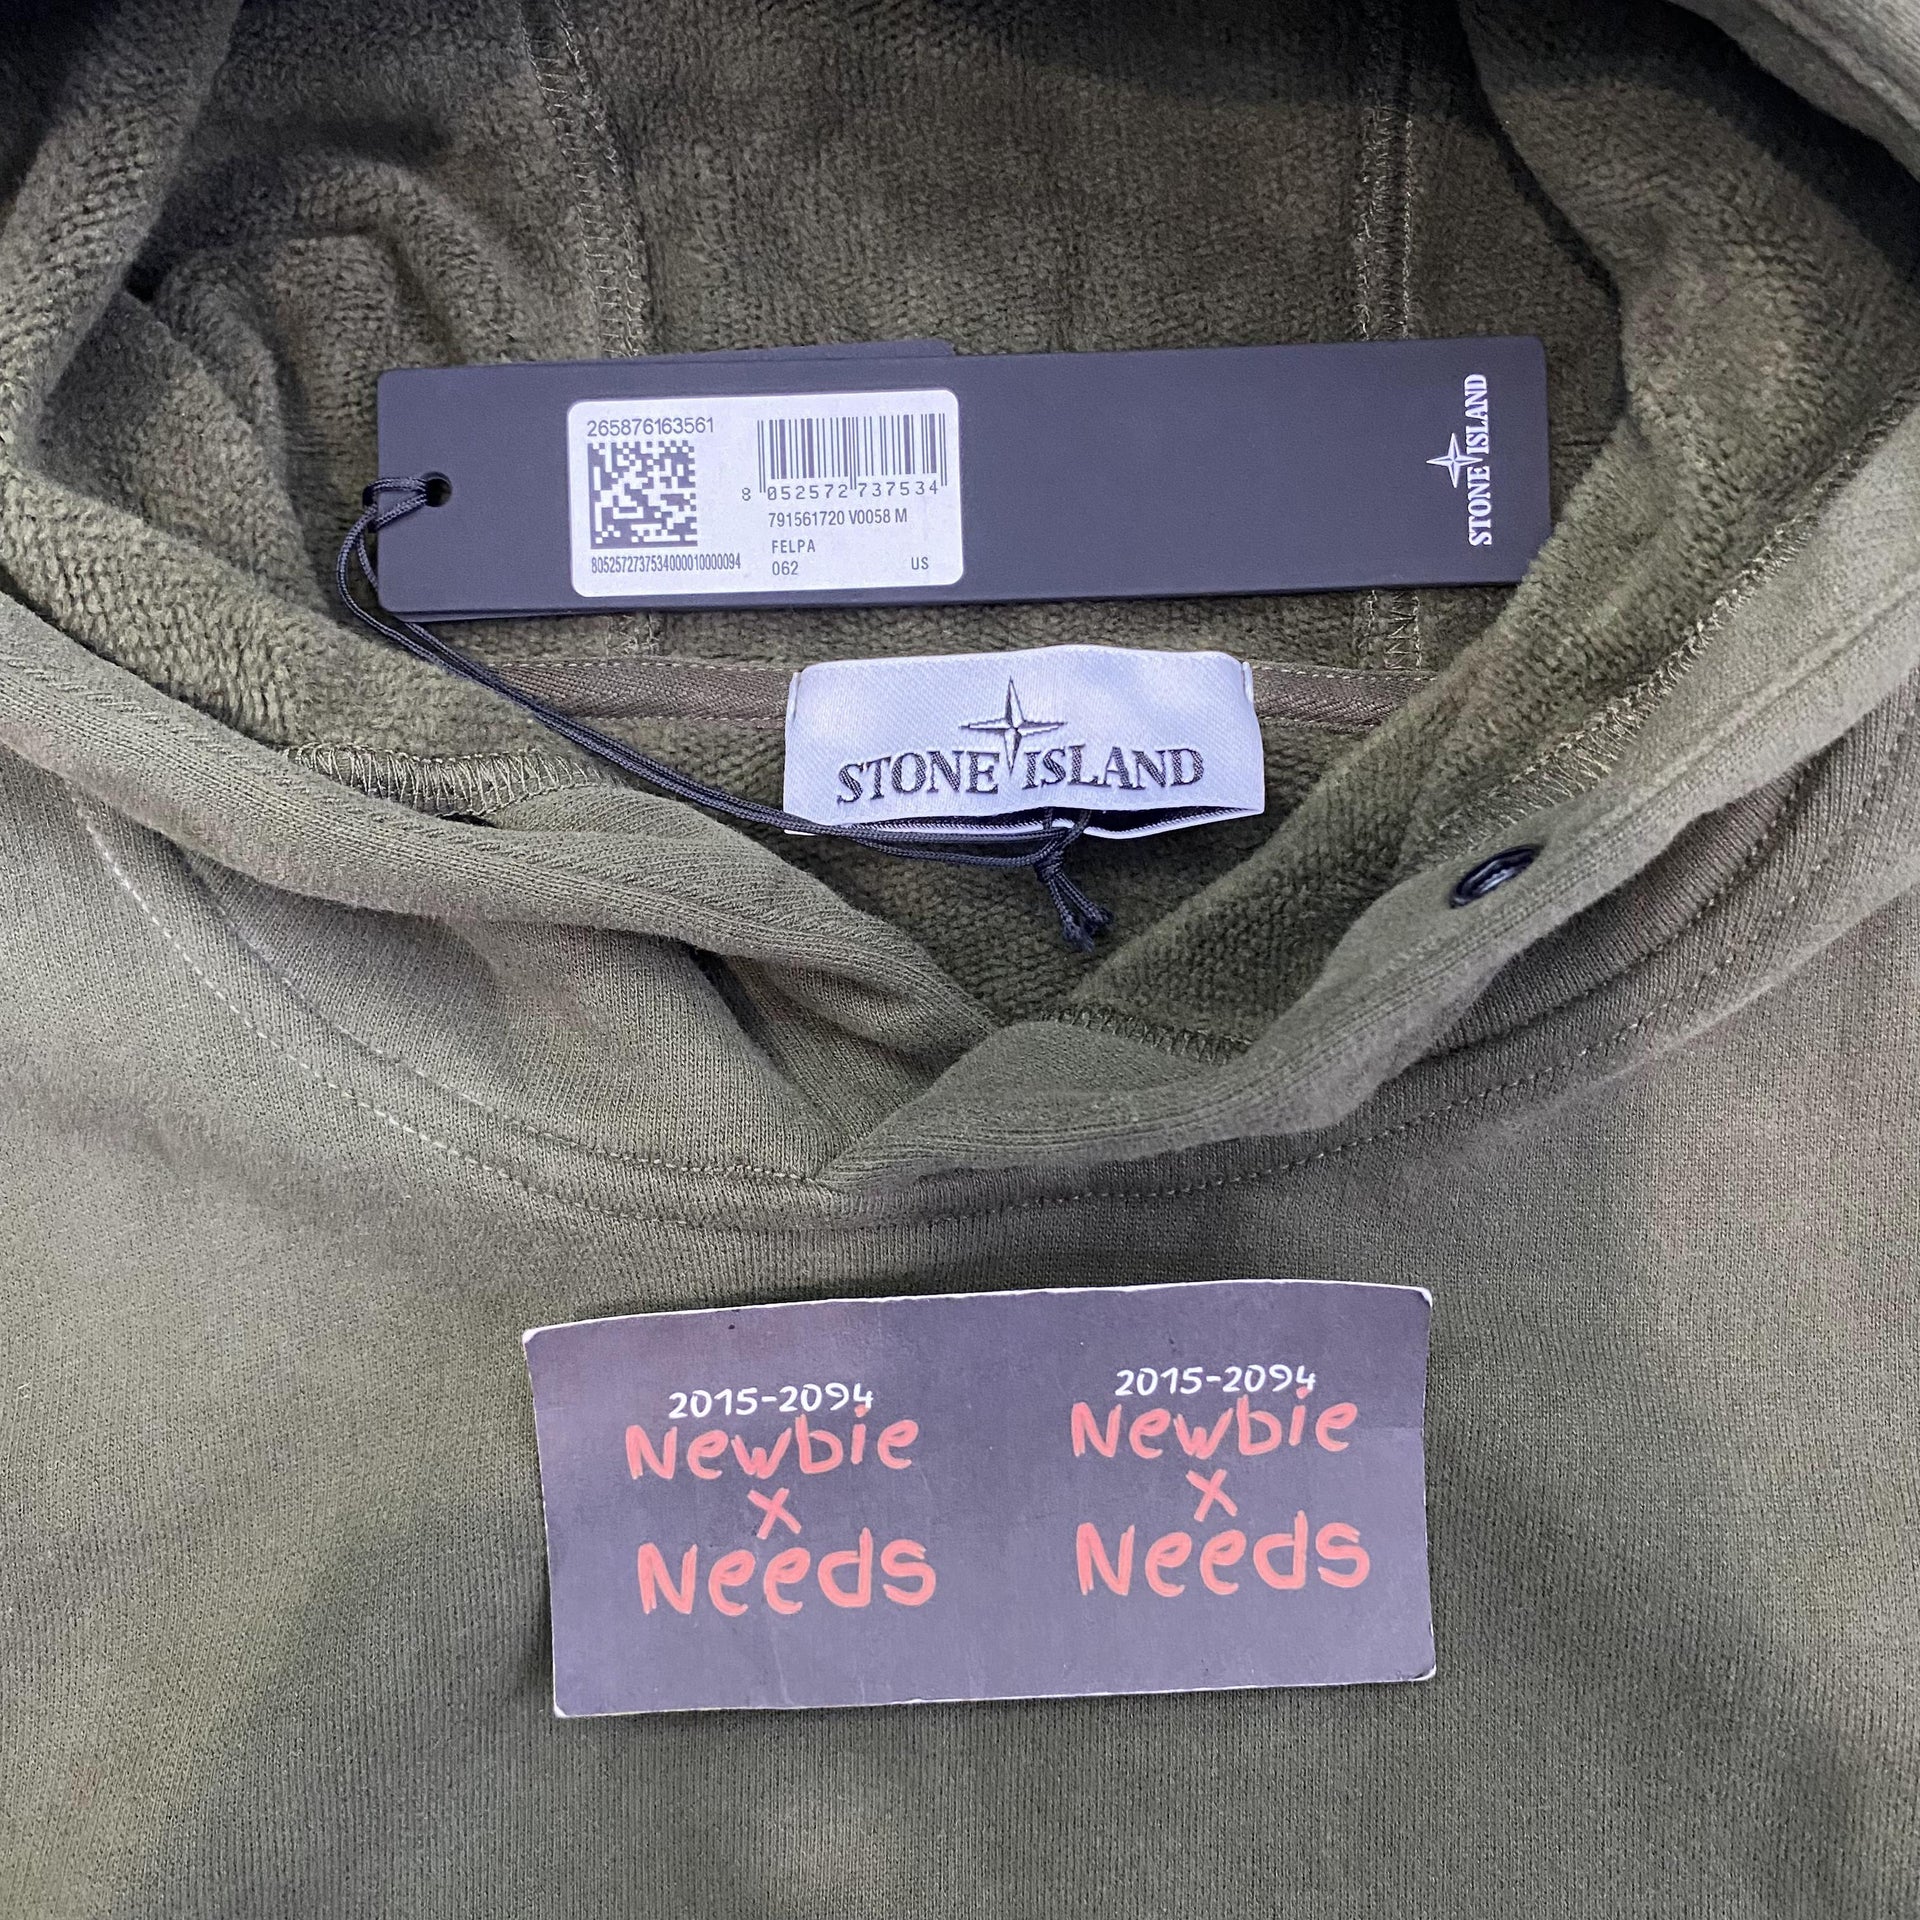 265876163561
8 052572 737534
791561720 V0058 M
FELPA
062 US
8052572737534000010000094
STONE ISLAND
STONE ISLAND
2015-2094
Newbie
x
Needs
2015-2094
Newbie
x
Needs